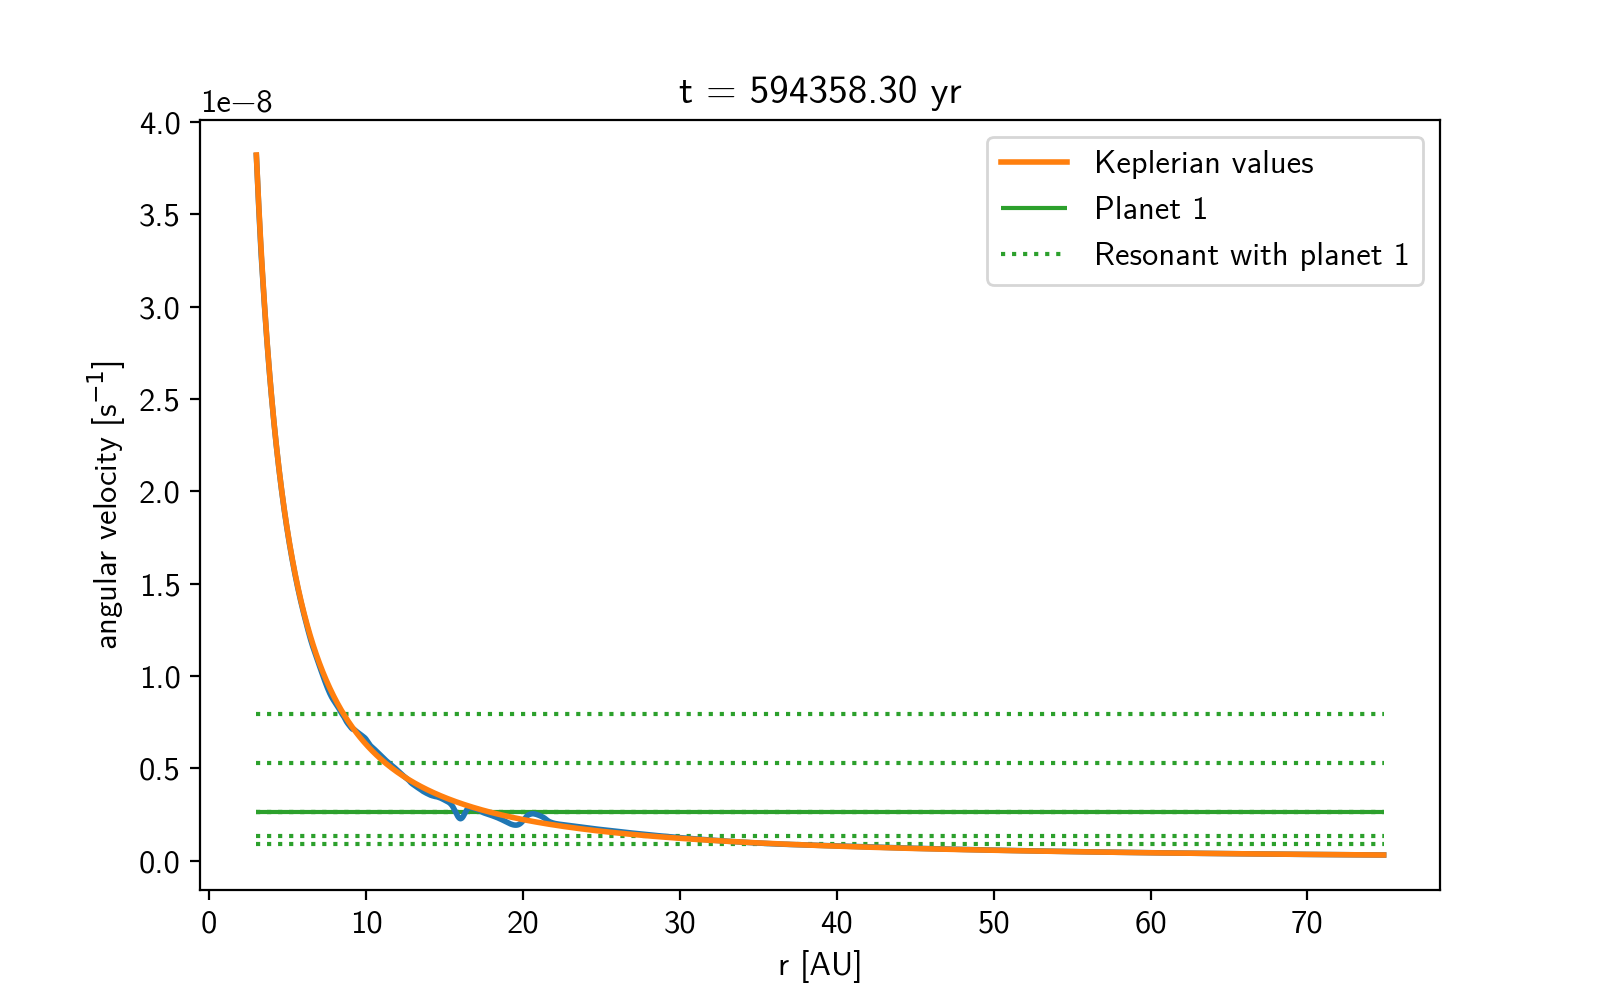 t = 594358.30 yr
1e−8
4.0
3.5
3.0
2.5
2.0
1.5
1.0
0.5
0.0
angular velocity [s⁻¹]
Keplerian values
Planet 1
Resonant with planet 1
0 10 20 30 40 50 60 70
r [AU]